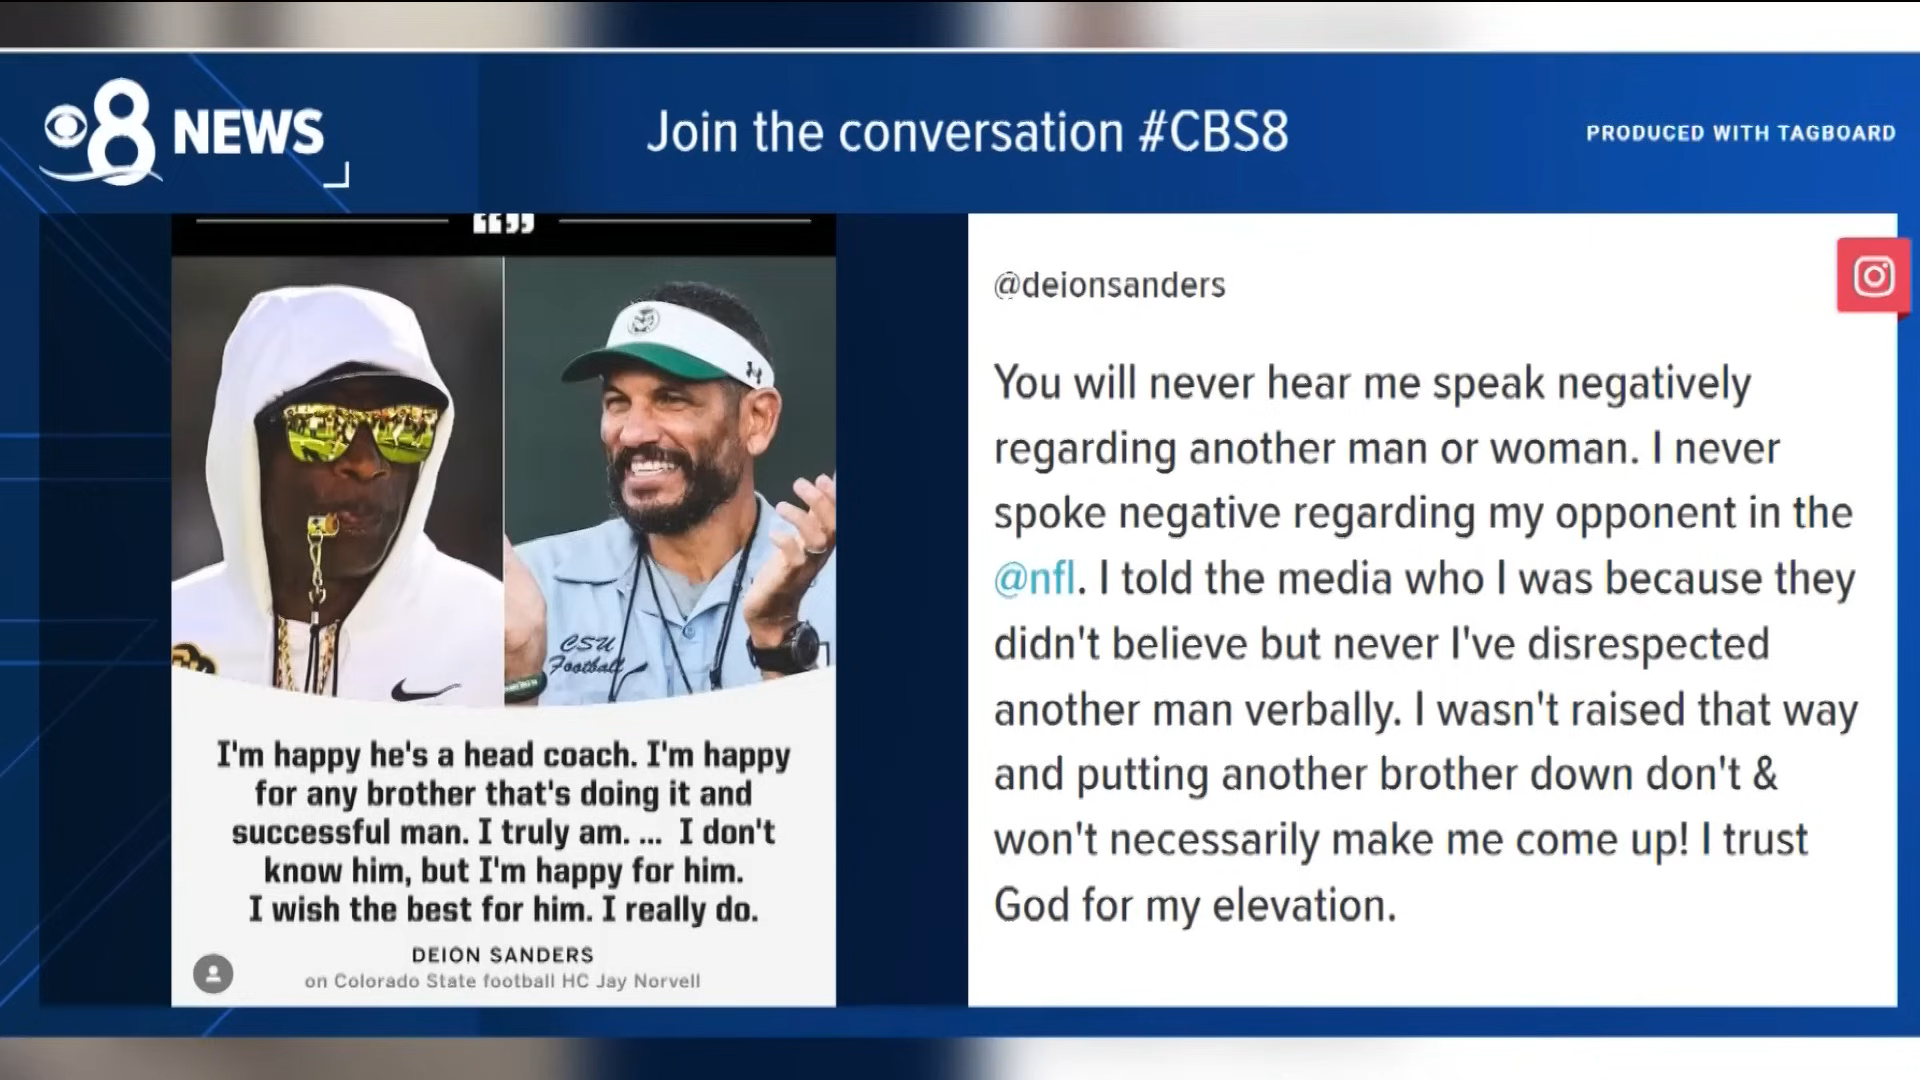 8 NEWS
Join the conversation #CBS8
PRODUCED WITH TAGBOARD
“”
CSU
Football
I'm happy he's a head coach. I'm happy
for any brother that's doing it and
successful man. I truly am. ... I don't
know him, but I'm happy for him.
I wish the best for him. I really do.
DEION SANDERS
on Colorado State football HC Jay Norvell
@deionsanders
You will never hear me speak negatively
regarding another man or woman. I never
spoke negative regarding my opponent in the
@nfl. I told the media who I was because they
didn't believe but never I've disrespected
another man verbally. I wasn't raised that way
and putting another brother down don't &
won't necessarily make me come up! I trust
God for my elevation.